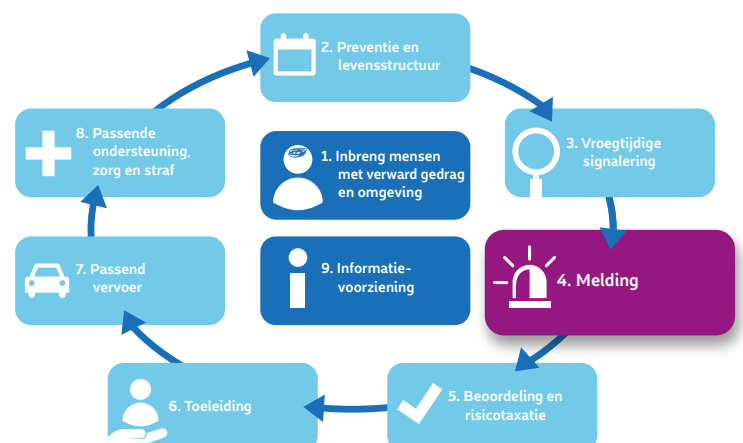 2. Preventie en
levensstructuur
8. Passende
ondersteuning,
zorg en straf
1. Inbreng mensen
met verward gedrag
en omgeving
3. Vroegtijdige
signalering
7. Passend
vervoer
9. Informatie-
voorziening
4. Melding
6. Toeleiding
5. Beoordeling en
risicotaxatie